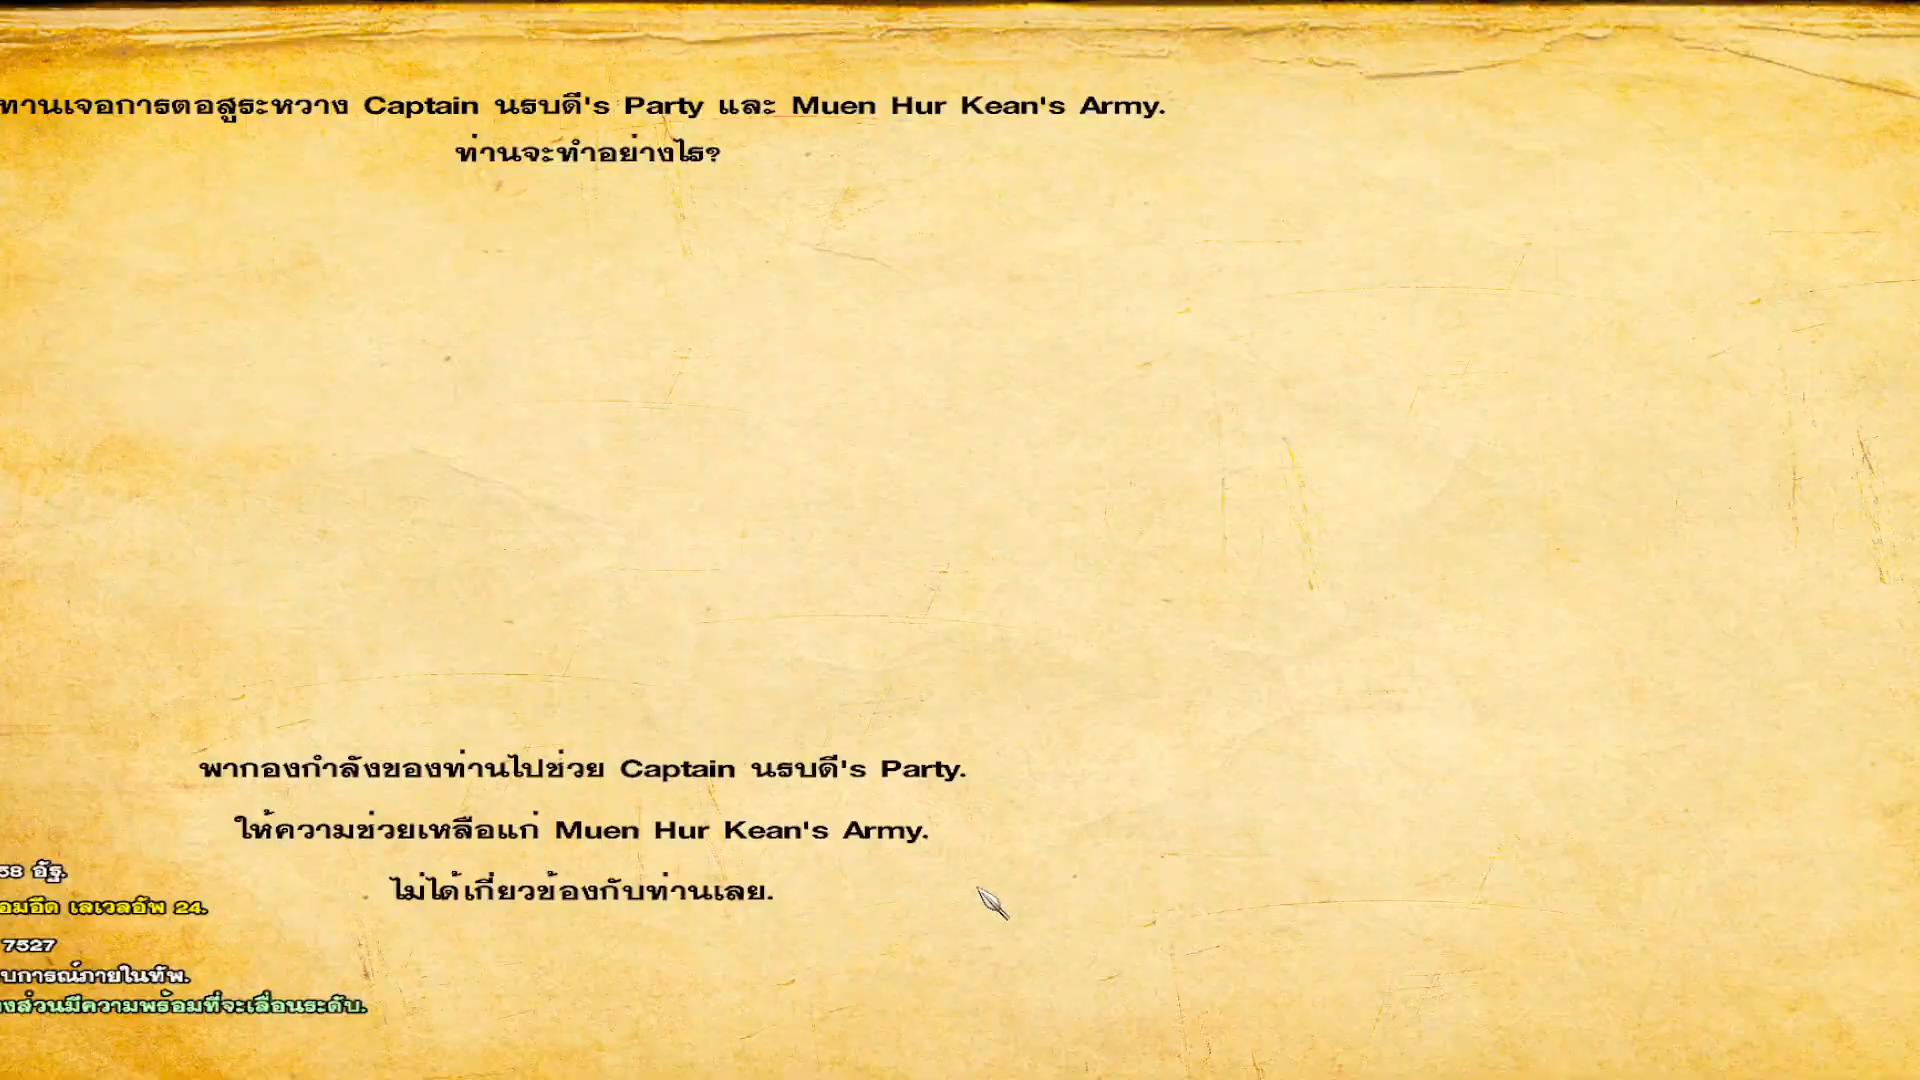 ทานเจอการตอสูระหวาง Captain นรบดี's Party และ Muen Hur Kean's Army.
ท่านจะทำอย่างไร?
พากองกำลังของท่านไปช่วย Captain นรบดี's Party.
ให้ความช่วยเหลือแก่ Muen Hur Kean's Army.
ไม่ได้เกี่ยวข้องกับท่านเลย.
58 อัฐ.
อมฮึด เลเวลอัพ 24.
7527
บการณ์ภายในทัพ.
งส่วนมีความพร้อมที่จะเลื่อนระดับ.